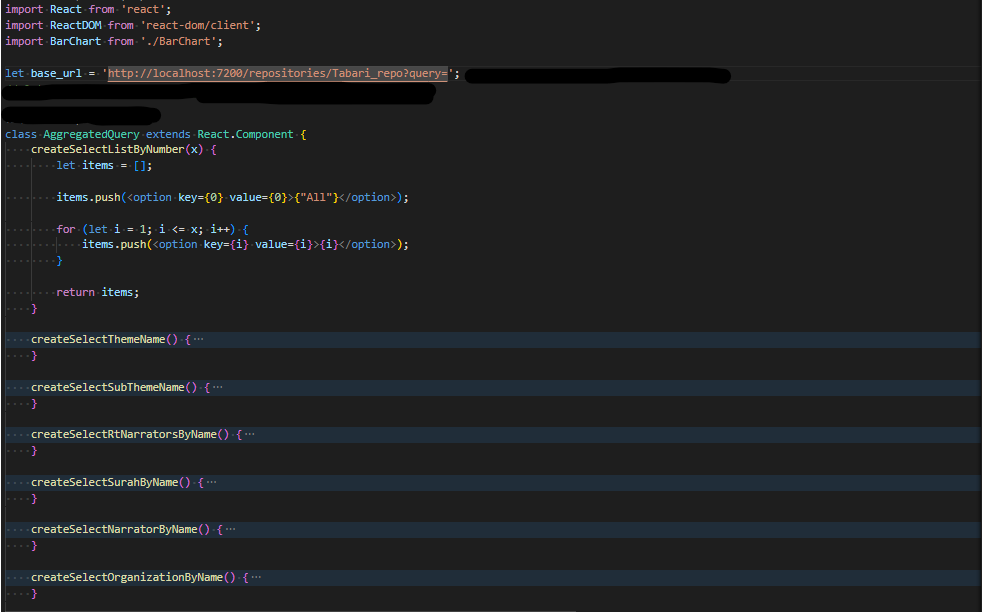 import React from 'react';
import ReactDOM from 'react-dom/client';
import BarChart from './BarChart';
let base_url = 'http://localhost:7200/repositories/Tabari_repo?query=';
class AggregatedQuery extends React.Component {
createSelectListByNumber(x) {
let items = [];
items.push(<option key={0} value={0}>{"All"}</option>);
for (let i = 1; i <= x; i++) {
items.push(<option key={i} value={i}>{i}</option>);
}
return items;
}
createSelectThemeName() { ···
}
createSelectSubThemeName() { ···
}
createSelectRtNarratorsByName() { ···
}
createSelectSurahByName() { ···
}
createSelectNarratorByName() { ···
}
createSelectOrganizationByName() { ···
}